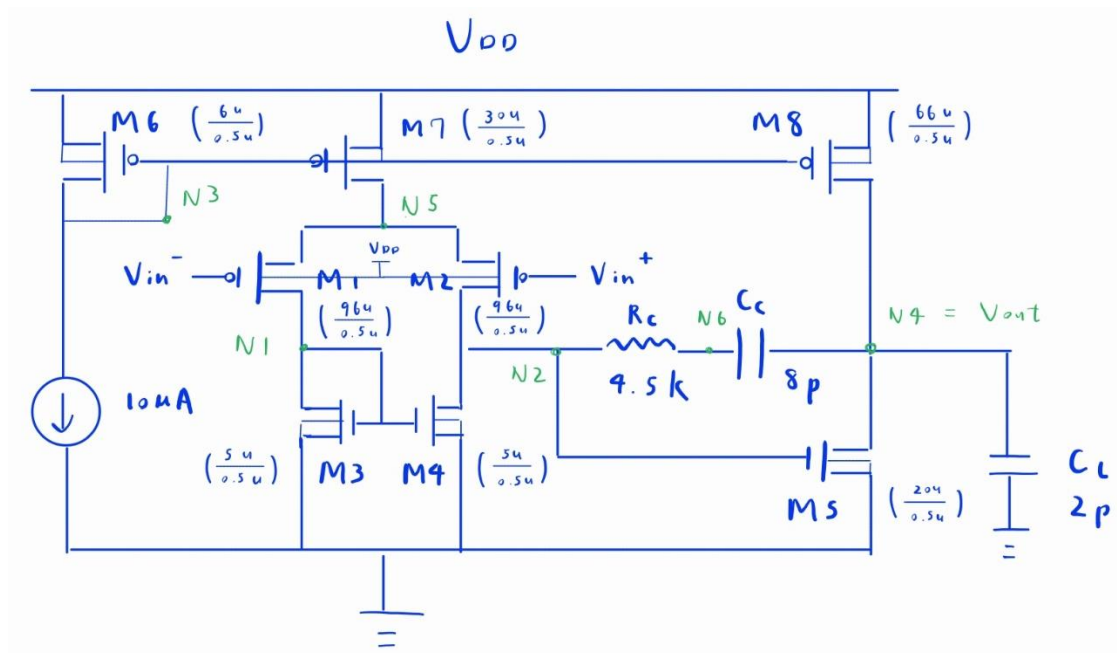 VDD
M6 (6u/0.5u)
M7 (30u/0.5u)
M8 (66u/0.5u)
N3
N5
VDD
Vin-
M1
M2
Vin+
(96u/0.5u)
(96u/0.5u)
Rc
N6
Cc
N4 = Vout
N1
N2
4.5k
8p
10uA
(5u/0.5u)
M3
M4
(5u/0.5u)
M5
(20u/0.5u)
CL
2p